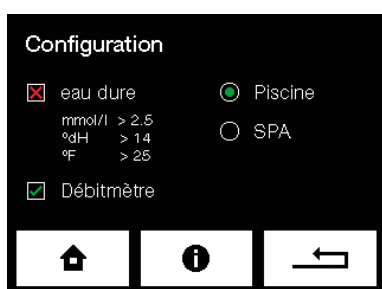 Configuration
eau dure
mmol/l > 2.5
°dH > 14
°F > 25
Débitmètre
Piscine
SPA